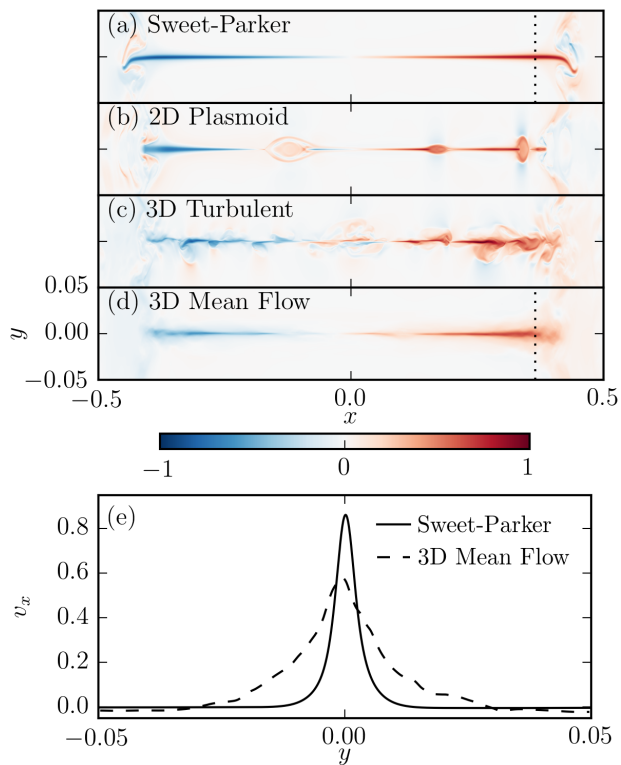 (a) Sweet-Parker
(b) 2D Plasmoid
(c) 3D Turbulent
0.05
(d) 3D Mean Flow
y
0.00
−0.05
−0.5
0.0
0.5
x
−1
0
1
(e)
Sweet-Parker
3D Mean Flow
0.8
0.6
v_x
0.4
0.2
0.0
−0.05
0.00
0.05
y